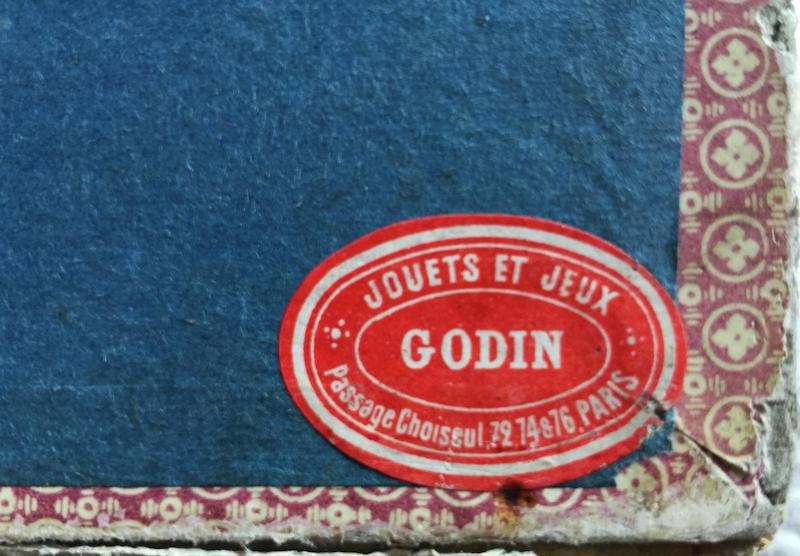 JOUETS ET JEUX
GODIN
Passage Choiseul, 72 74 & 76, PARIS